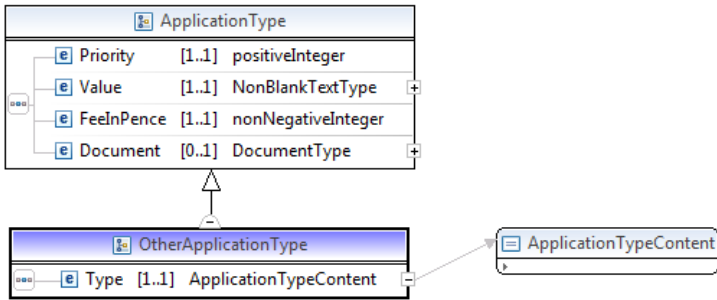 ApplicationType
e Priority [1..1] positiveInteger
e Value [1..1] NonBlankTextType
e FeeInPence [1..1] nonNegativeInteger
e Document [0..1] DocumentType
OtherApplicationType
e Type [1..1] ApplicationTypeContent
ApplicationTypeContent